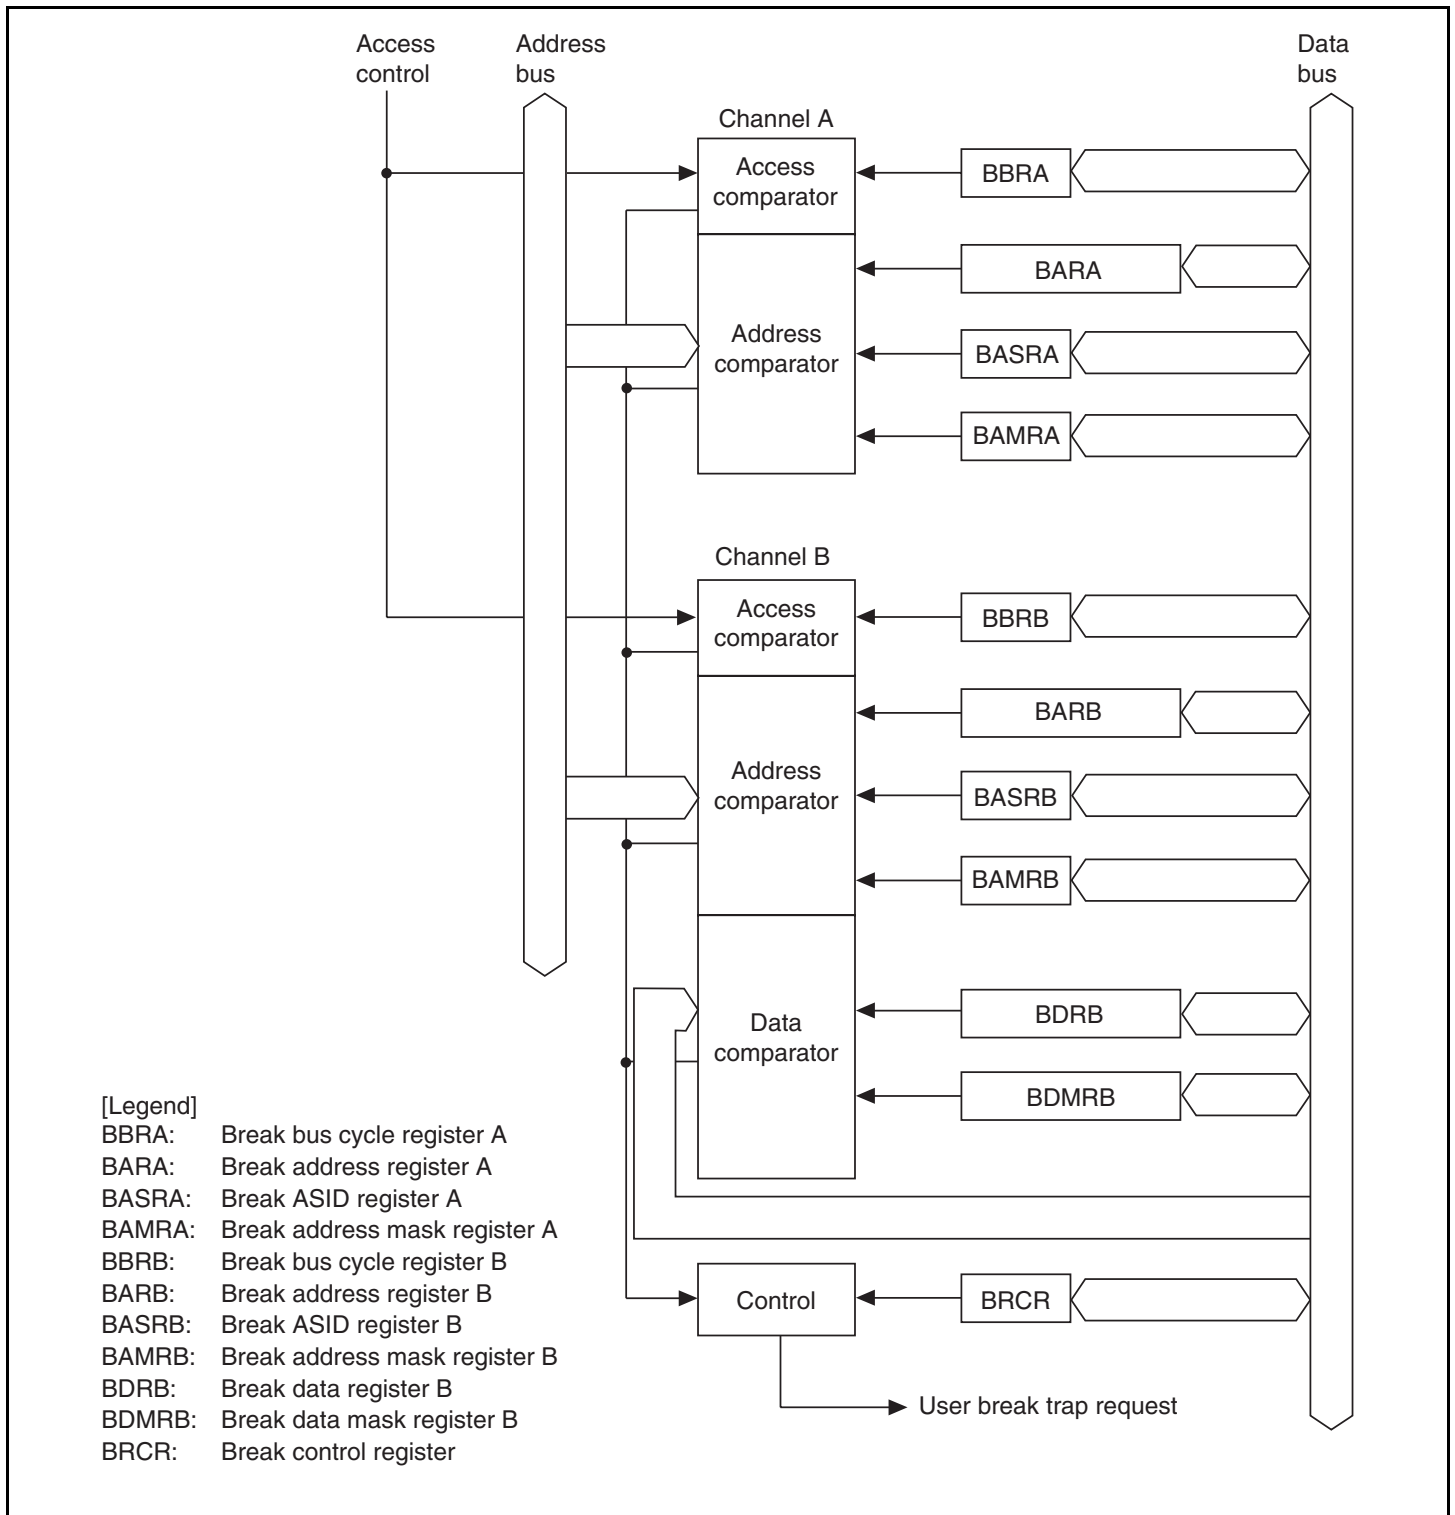 Access
control
Address
bus
Data
bus
Channel A
Access
comparator
BBRA
BARA
Address
comparator
BASRA
BAMRA
Channel B
Access
comparator
BBRB
BARB
Address
comparator
BASRB
BAMRB
Data
comparator
BDRB
BDMRB
Control
BRCR
User break trap request
[Legend]
BBRA: Break bus cycle register A
BARA: Break address register A
BASRA: Break ASID register A
BAMRA: Break address mask register A
BBRB: Break bus cycle register B
BARB: Break address register B
BASRB: Break ASID register B
BAMRB: Break address mask register B
BDRB: Break data register B
BDMRB: Break data mask register B
BRCR: Break control register